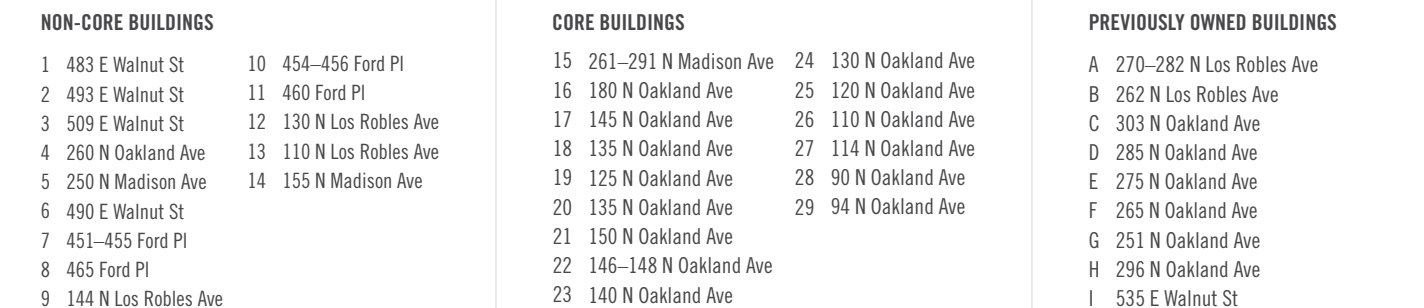 NON-CORE BUILDINGS
1 483 E Walnut St
2 493 E Walnut St
3 509 E Walnut St
4 260 N Oakland Ave
5 250 N Madison Ave
6 490 E Walnut St
7 451–455 Ford Pl
8 465 Ford Pl
9 144 N Los Robles Ave
10 454–456 Ford Pl
11 460 Ford Pl
12 130 N Los Robles Ave
13 110 N Los Robles Ave
14 155 N Madison Ave
CORE BUILDINGS
15 261–291 N Madison Ave
16 180 N Oakland Ave
17 145 N Oakland Ave
18 135 N Oakland Ave
19 125 N Oakland Ave
20 135 N Oakland Ave
21 150 N Oakland Ave
22 146–148 N Oakland Ave
23 140 N Oakland Ave
24 130 N Oakland Ave
25 120 N Oakland Ave
26 110 N Oakland Ave
27 114 N Oakland Ave
28 90 N Oakland Ave
29 94 N Oakland Ave
PREVIOUSLY OWNED BUILDINGS
A 270–282 N Los Robles Ave
B 262 N Los Robles Ave
C 303 N Oakland Ave
D 285 N Oakland Ave
E 275 N Oakland Ave
F 265 N Oakland Ave
G 251 N Oakland Ave
H 296 N Oakland Ave
I 535 E Walnut St